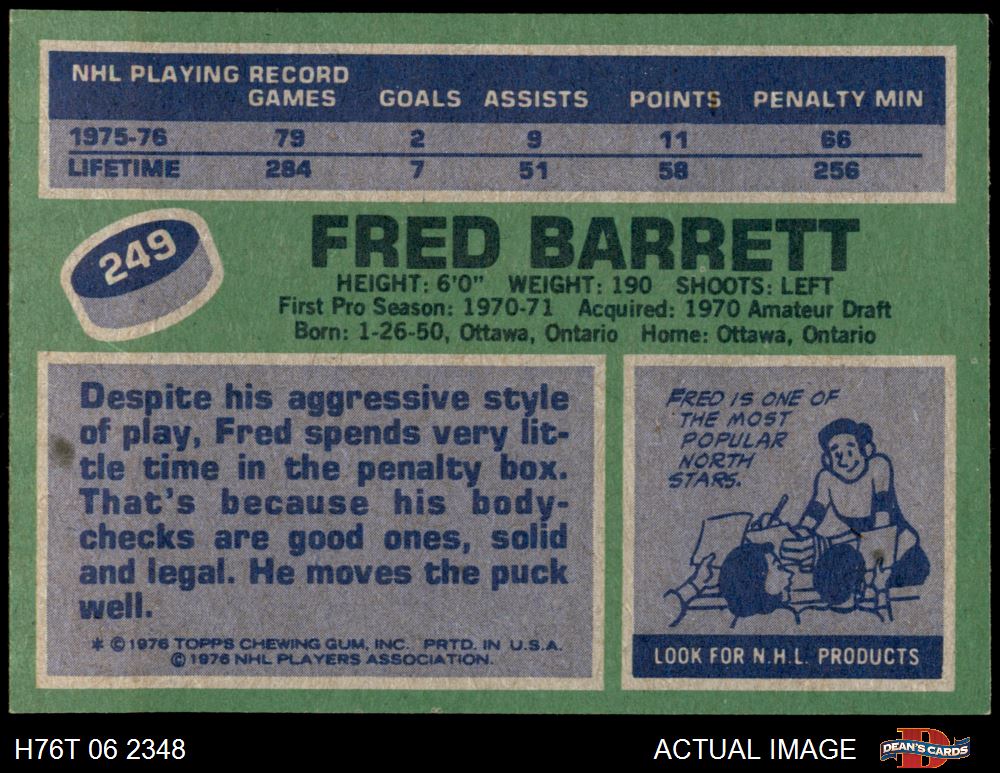 NHL PLAYING RECORD
GAMES GOALS ASSISTS POINTS PENALTY MIN
1975-76 79 2 9 11 66
LIFETIME 284 7 51 58 256
249
FRED BARRETT
HEIGHT: 6'0" WEIGHT: 190 SHOOTS: LEFT
First Pro Season: 1970-71 Acquired: 1970 Amateur Draft
Born: 1-26-50, Ottawa, Ontario Home: Ottawa, Ontario
Despite his aggressive style
of play, Fred spends very lit-
tle time in the penalty box.
That's because his body-
checks are good ones, solid
and legal. He moves the puck
well.
* © 1976 TOPPS CHEWING GUM, INC. PRTD. IN U.S.A.
© 1976 NHL PLAYERS ASSOCIATION.
FRED IS ONE OF
THE MOST
POPULAR
NORTH
STARS.
LOOK FOR N.H.L. PRODUCTS
H76T 06 2348 ACTUAL IMAGE DEAN'S CARDS